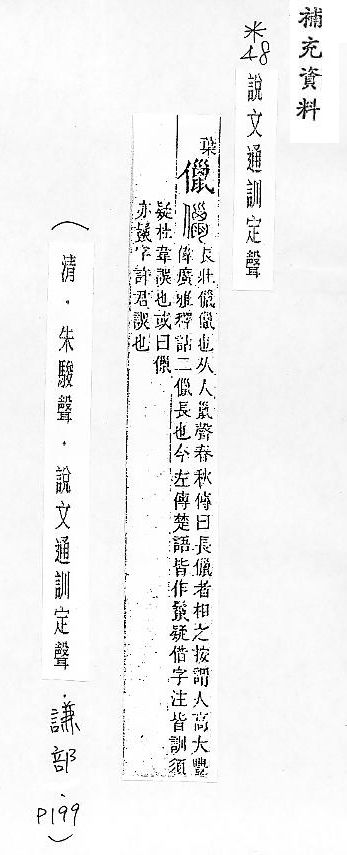 補充資料
※48 說文通訓定聲
葉
儠
長壯儠儠也从人巤聲春秋傳曰長儠者相之按謂人高大豐
偉廣雅釋詁二儠長也今左傳楚語皆作鬛疑借字注皆訓須
疑杜韋誤也或曰儠
亦鬛字許君誤也
（清．朱駿聲．說文通訓定聲．謙部．P199）